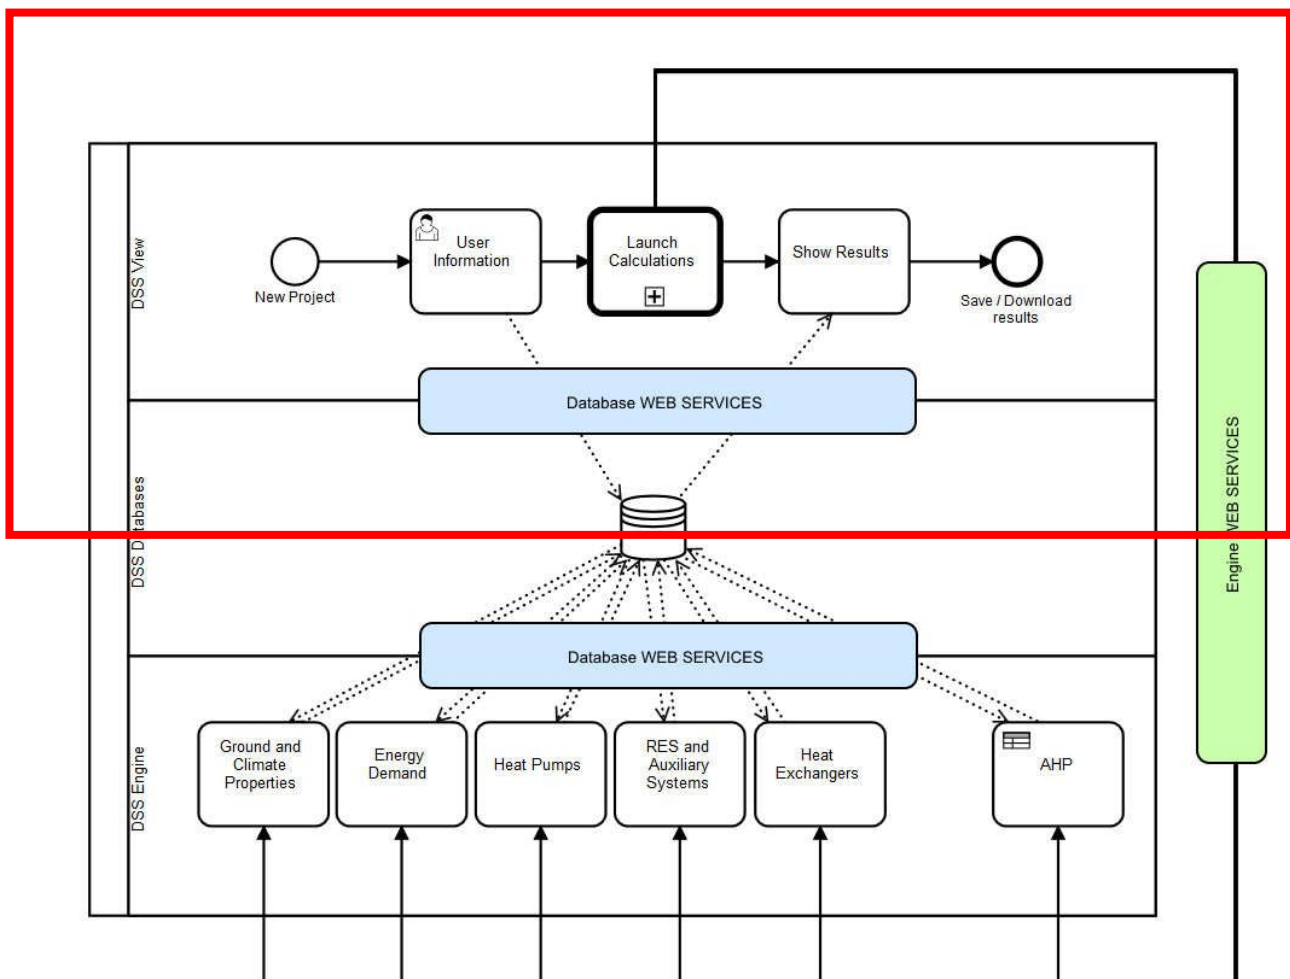 DSS View
New Project
User
Information
Launch
Calculations
Show Results
Save / Download
results
Database WEB SERVICES
DSS Databases
Engine WEB SERVICES
Database WEB SERVICES
DSS Engine
Ground and
Climate
Properties
Energy
Demand
Heat Pumps
RES and
Auxiliary
Systems
Heat
Exchangers
AHP